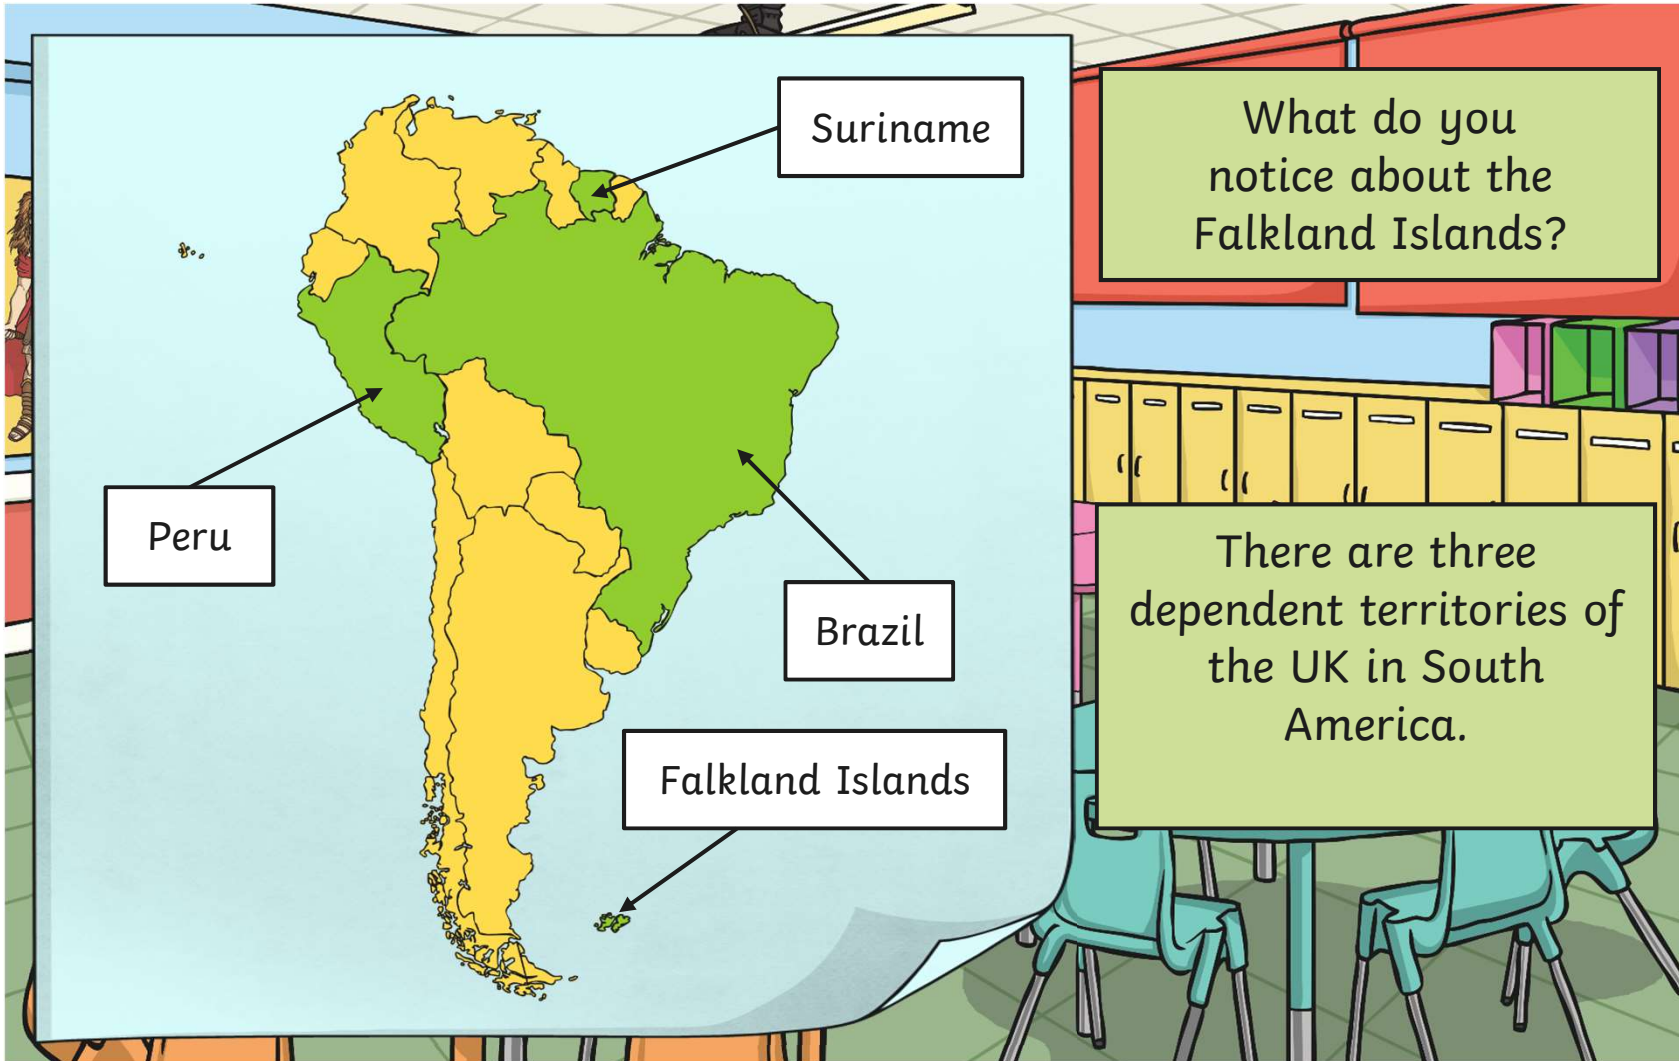 Suriname
What do you
notice about the
Falkland Islands?
Peru
Brazil
There are three
dependent territories of
the UK in South
America.
Falkland Islands